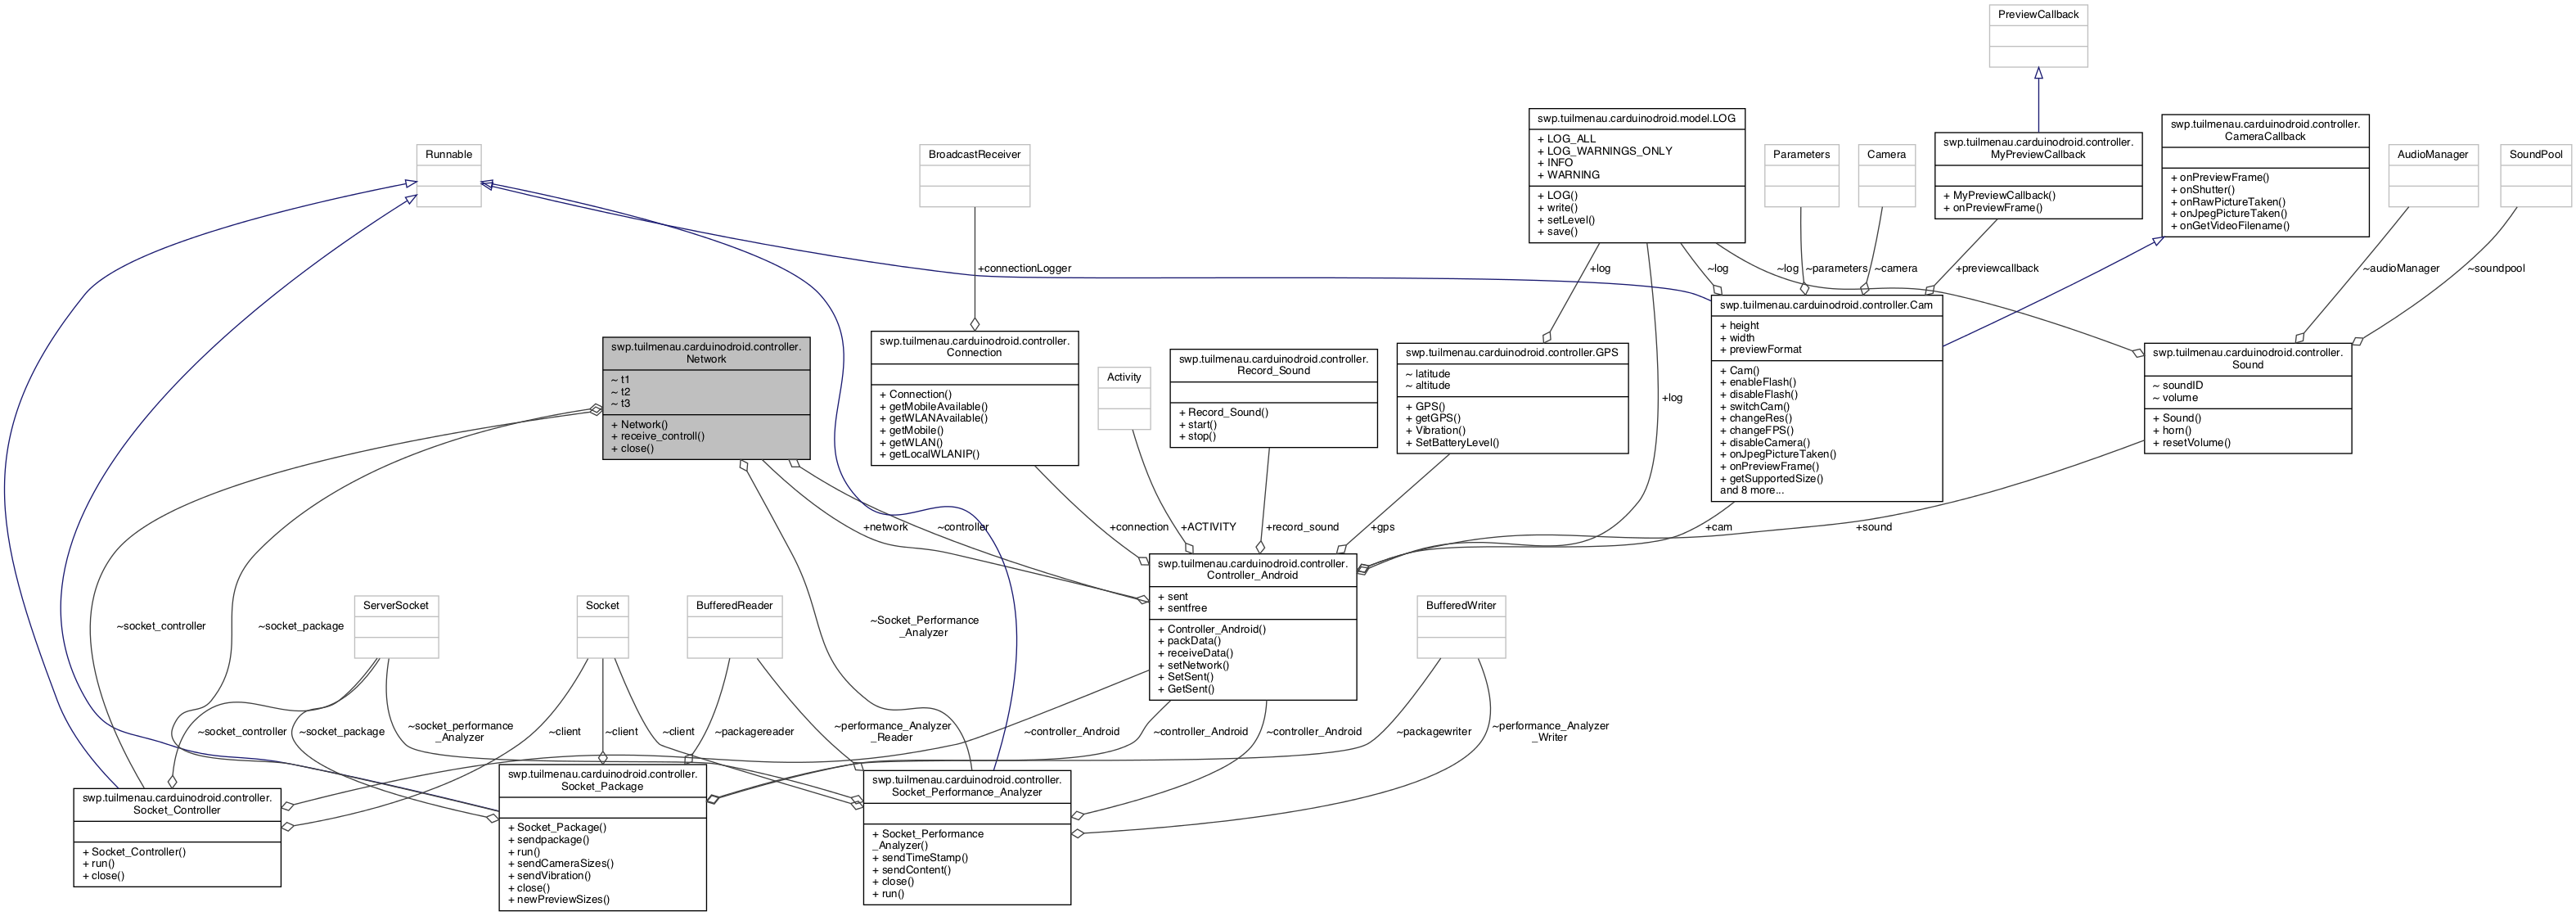 PreviewCallback
swp.tuilmenau.carduinodroid.model.LOG
+ LOG_ALL
+ LOG_WARNINGS_ONLY
+ INFO
+ WARNING
+ LOG()
+ write()
+ setLevel()
+ save()
swp.tuilmenau.carduinodroid.controller.
CameraCallback
+ onPreviewFrame()
+ onShutter()
+ onRawPictureTaken()
+ onJpegPictureTaken()
+ onGetVideoFilename()
swp.tuilmenau.carduinodroid.controller.
MyPreviewCallback
+ MyPreviewCallback()
+ onPreviewFrame()
Runnable
BroadcastReceiver
Parameters
Camera
AudioManager
SoundPool
+connectionLogger
+log
~log
~log
~parameters
~camera
+previewcallback
~audioManager
~soundpool
swp.tuilmenau.carduinodroid.controller.
Network
~ t1
~ t2
~ t3
+ Network()
+ receive_controll()
+ close()
swp.tuilmenau.carduinodroid.controller.
Connection
+ Connection()
+ getMobileAvailable()
+ getWLANAvailable()
+ getMobile()
+ getWLAN()
+ getLocalWLANIP()
Activity
swp.tuilmenau.carduinodroid.controller.
Record_Sound
+ Record_Sound()
+ start()
+ stop()
swp.tuilmenau.carduinodroid.controller.GPS
~ latitude
~ altitude
+ GPS()
+ getGPS()
+ Vibration()
+ SetBatteryLevel()
+log
swp.tuilmenau.carduinodroid.controller.Cam
+ height
+ width
+ previewFormat
+ Cam()
+ enableFlash()
+ disableFlash()
+ switchCam()
+ changeRes()
+ changeFPS()
+ disableCamera()
+ onJpegPictureTaken()
+ onPreviewFrame()
+ getSupportedSize()
and 8 more...
swp.tuilmenau.carduinodroid.controller.
Sound
~ soundID
~ volume
+ Sound()
+ horn()
+ resetVolume()
+network
~controller
+connection
+ACTIVITY
+record_sound
+gps
+cam
+sound
swp.tuilmenau.carduinodroid.controller.
Controller_Android
+ sent
+ sentfree
+ Controller_Android()
+ packData()
+ receiveData()
+ setNetwork()
+ SetSent()
+ GetSent()
~socket_controller
~socket_package
ServerSocket
Socket
BufferedReader
~Socket_Performance
_Analyzer
BufferedWriter
~socket_controller
~socket_package
~socket_performance
_Analyzer
~client
~client
~client
~packagereader
~performance_Analyzer
_Reader
~controller_Android
~controller_Android
~controller_Android
~packagewriter
~performance_Analyzer
_Writer
swp.tuilmenau.carduinodroid.controller.
Socket_Controller
+ Socket_Controller()
+ run()
+ close()
swp.tuilmenau.carduinodroid.controller.
Socket_Package
+ Socket_Package()
+ sendpackage()
+ run()
+ sendCameraSizes()
+ sendVibration()
+ close()
+ newPreviewSizes()
swp.tuilmenau.carduinodroid.controller.
Socket_Performance_Analyzer
+ Socket_Performance
_Analyzer()
+ sendTimeStamp()
+ sendContent()
+ close()
+ run()